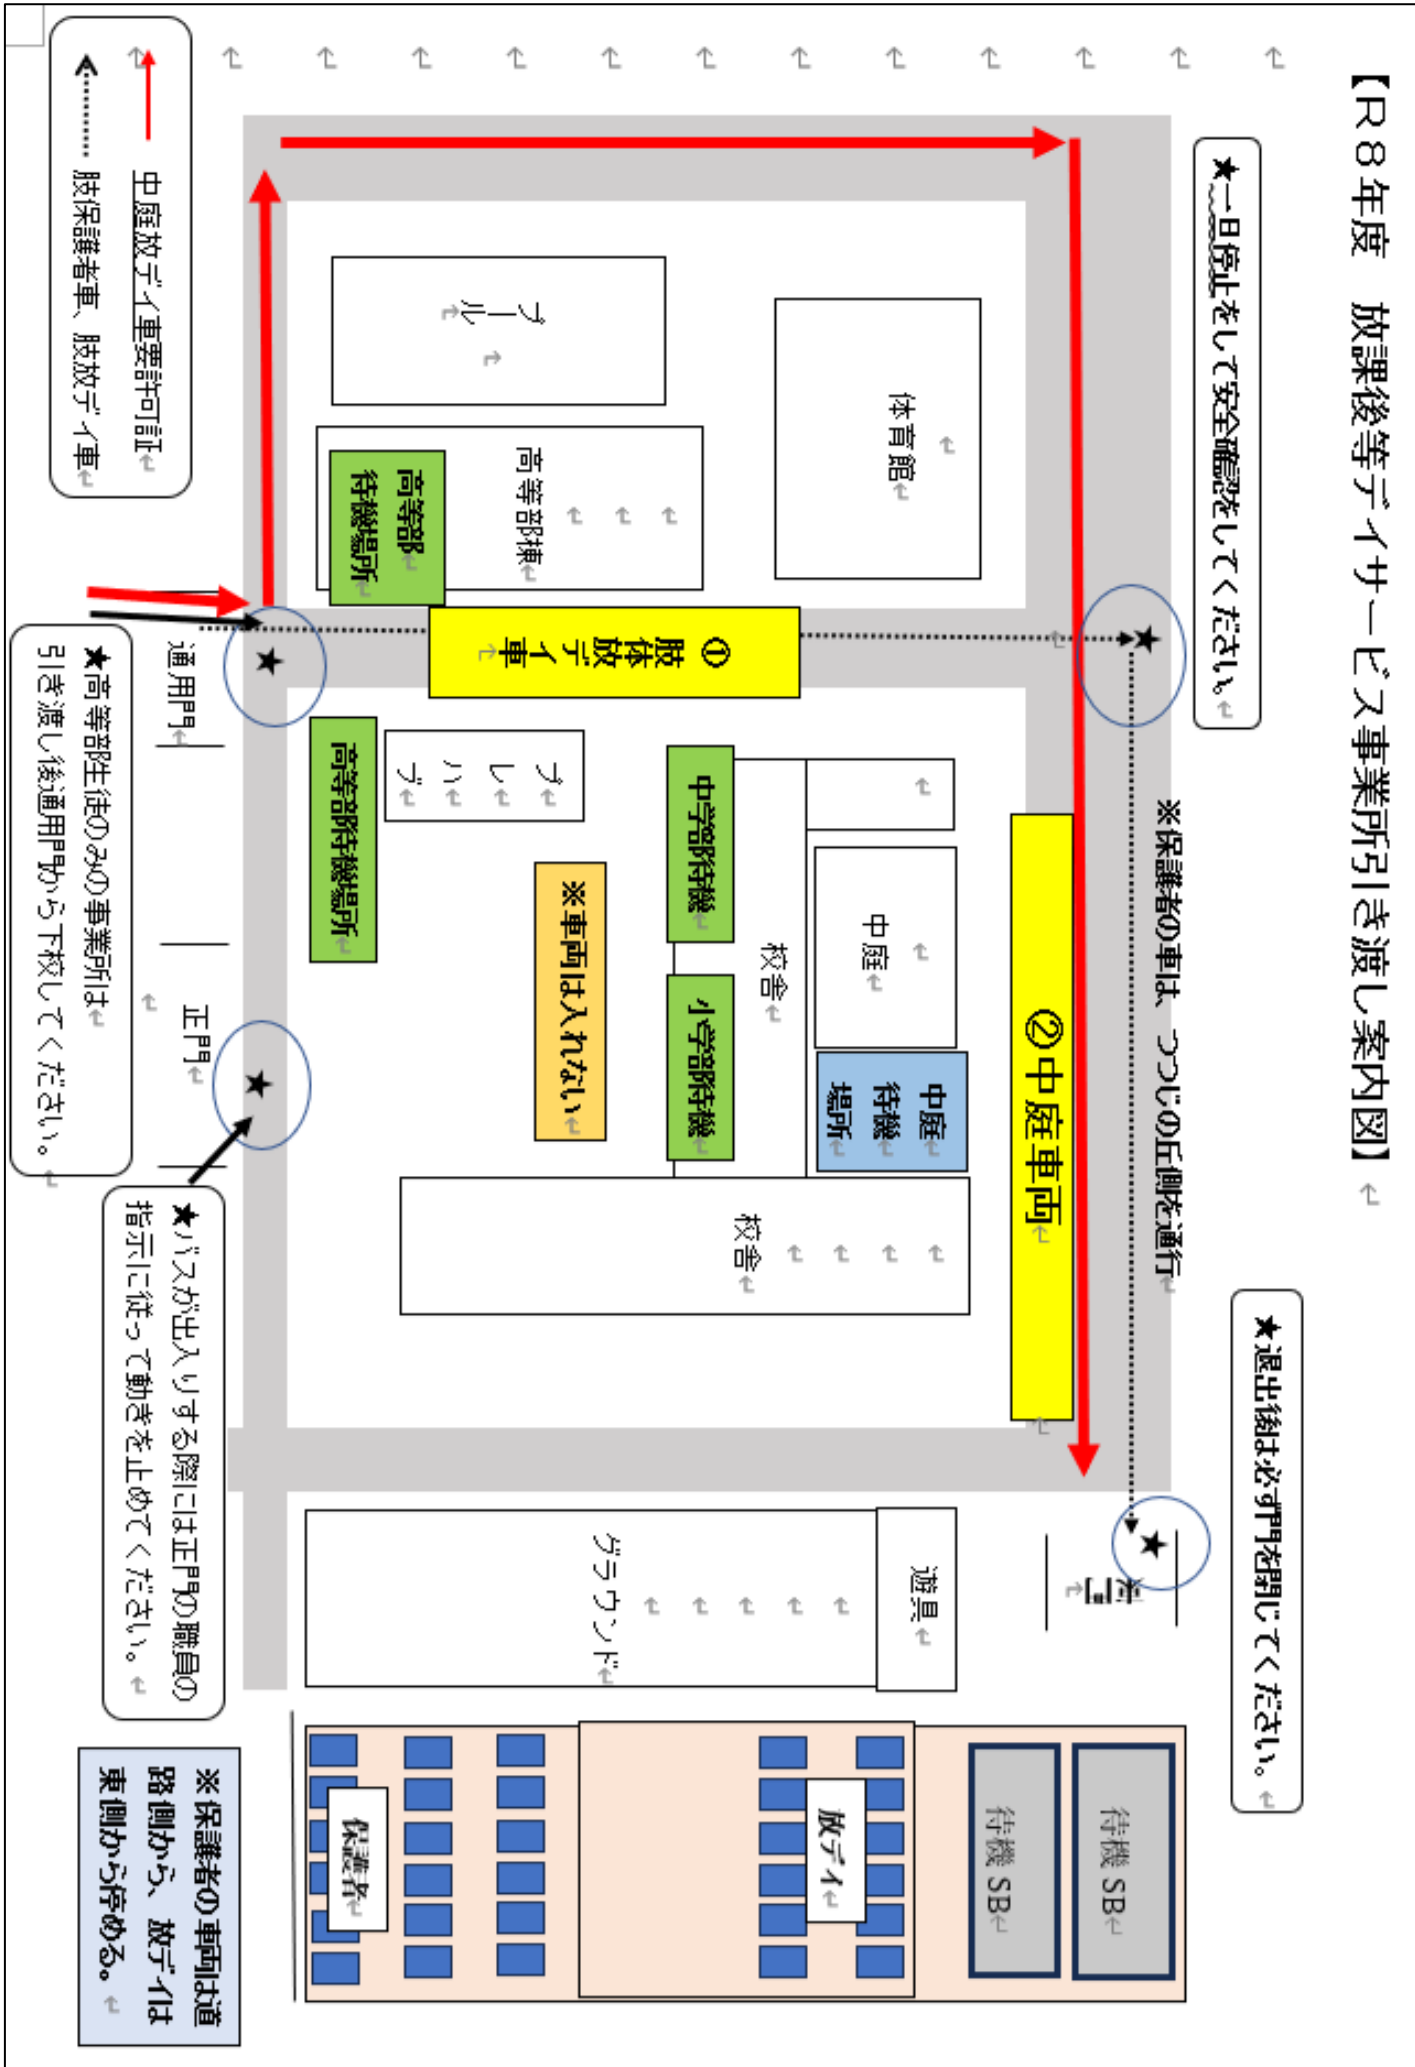 【R８年度　放課後等デイサービス事業所引き渡し案内図】
★一旦停止をして安全確認をしてください。
★退出後は必ず門を閉じてください。
※保護者の車は、つつじの丘側を通行
東門
②中庭車両
体育館
中庭
中庭
待機
場所
遊具
待機 SB
待機 SB
放デイ
プール
高等部棟
高等部
待機場所
①
肢体
放デイ車
プレハブ
中学部待機
小学部待機
校舎
校舎
※車両は入れない
高等部待機場所
グラウンド
保護者
通用門
正門
中庭放デイ車要許可証
肢保護者車、肢放デイ車
★高等部生徒のみの事業所は
引き渡し後通用門から下校してください。
★バスが出入りする際には正門の職員の
指示に従って動きを止めてください。
※保護者の車両は道
路側から、放デイは
東側から停める。